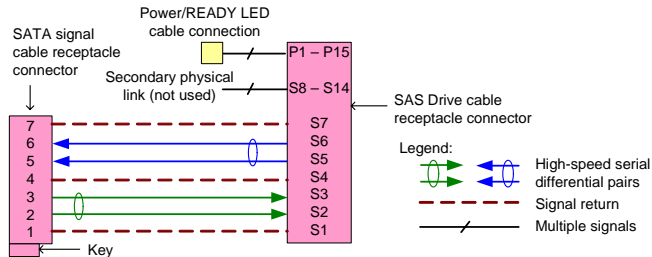 Power/READY LED
cable connection
SATA signal
cable receptacle
connector
P1 – P15
Secondary physical
link (not used)
S8 – S14
SAS Drive cable
receptacle connector
7
S7
6
S6
5
S5
4
S4
3
S3
2
S2
1
S1
Key
Legend:
High-speed serial
differential pairs
Signal return
Multiple signals